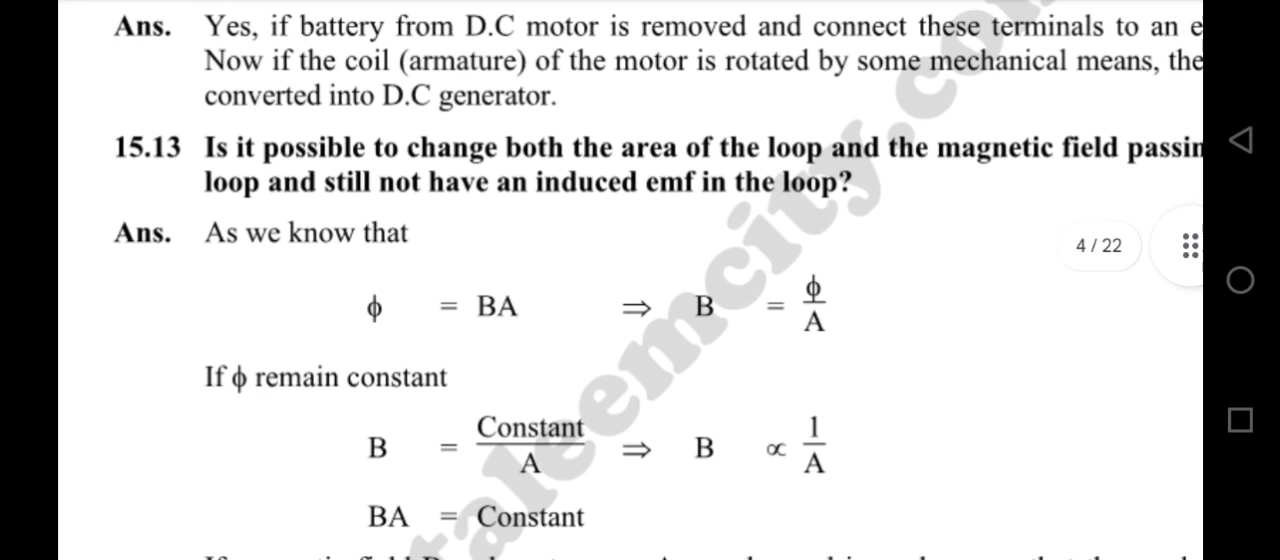 Ans. Yes, if battery from D.C motor is removed and connect these terminals to an e
Now if the coil (armature) of the motor is rotated by some mechanical means, the
converted into D.C generator.
15.13 Is it possible to change both the area of the loop and the magnetic field passin
loop and still not have an induced emf in the loop?
Ans. As we know that
4 / 22
ϕ = BA ⇒ B = ϕ/A
If ϕ remain constant
B = Constant/A ⇒ B ∝ 1/A
BA = Constant
taleemcity.com